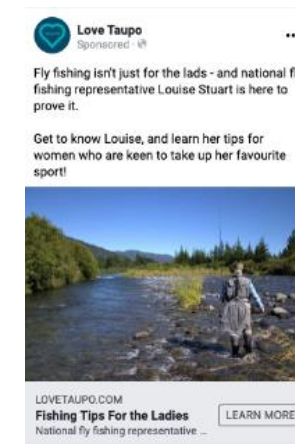 Love Taupo
Sponsored ·
Fly fishing isn't just for the lads - and national fl
fishing representative Louise Stuart is here to
prove it.
Get to know Louise, and learn her tips for
women who are keen to take up her favourite
sport!
LOVETAUPO.COM
Fishing Tips For the Ladies
LEARN MORE
National fly fishing representative ...